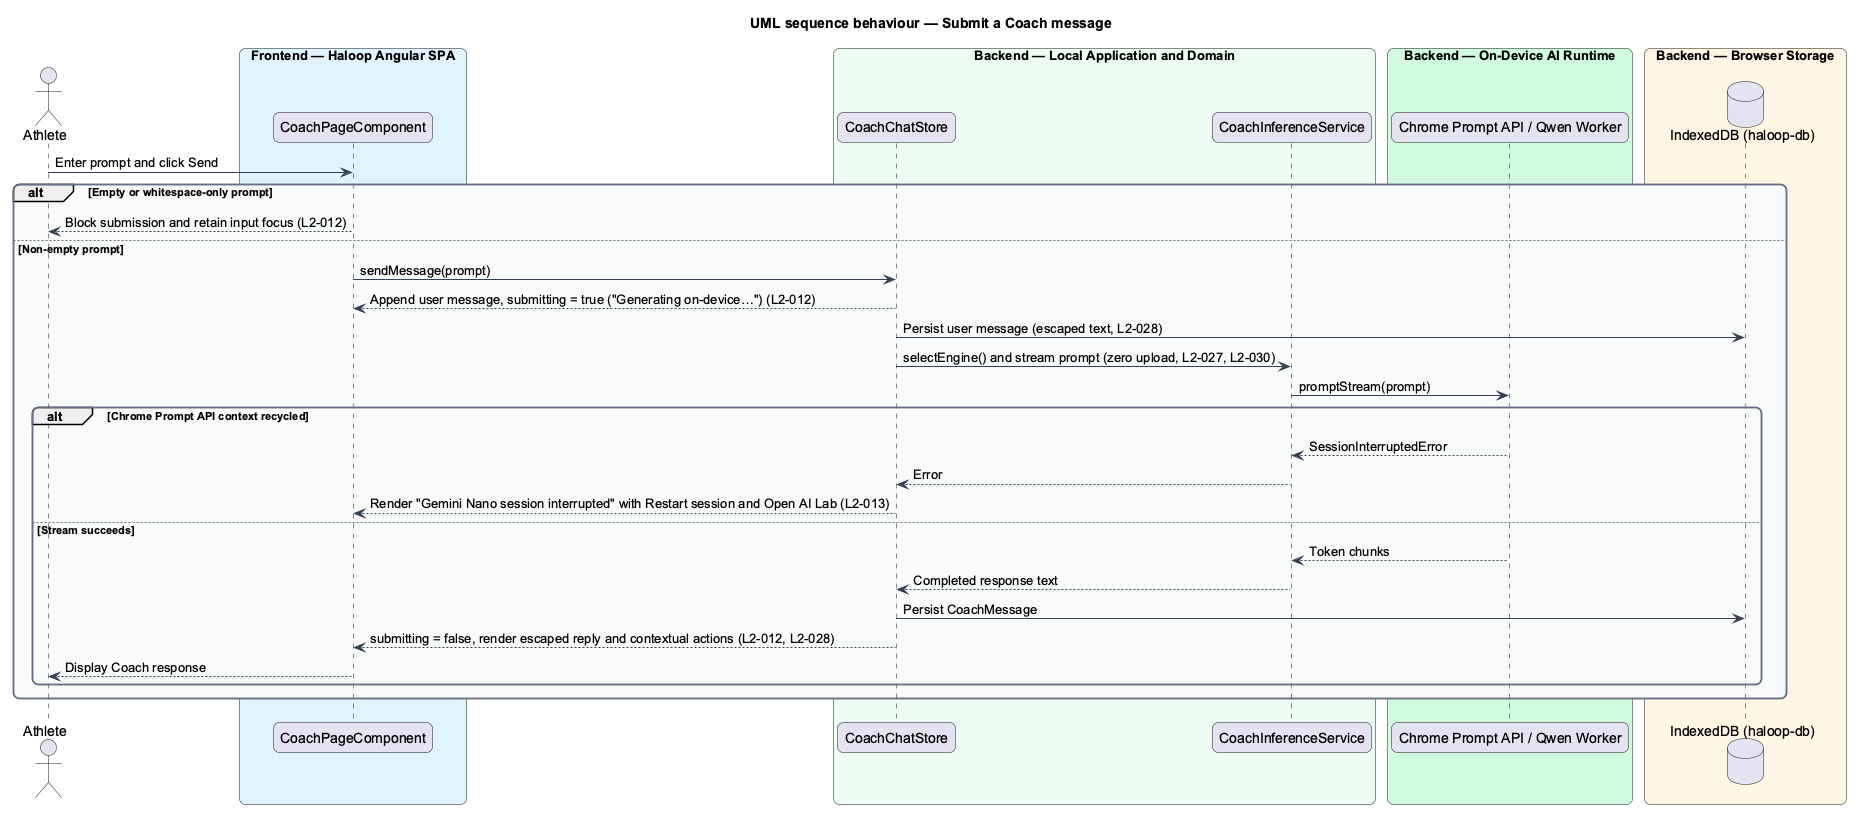 UML sequence behaviour — Submit a Coach message
Frontend — Haloop Angular SPA
Backend — Local Application and Domain
Backend — On-Device AI Runtime
Backend — Browser Storage
Athlete
CoachPageComponent
CoachChatStore
CoachInferenceService
Chrome Prompt API / Qwen Worker
IndexedDB (haloop-db)
Enter prompt and click Send
alt
[Empty or whitespace-only prompt]
Block submission and retain input focus (L2-012)
[Non-empty prompt]
sendMessage(prompt)
Append user message, submitting = true ("Generating on-device…") (L2-012)
Persist user message (escaped text, L2-028)
selectEngine() and stream prompt (zero upload, L2-027, L2-030)
promptStream(prompt)
alt
[Chrome Prompt API context recycled]
SessionInterruptedError
Error
Render "Gemini Nano session interrupted" with Restart session and Open AI Lab (L2-013)
[Stream succeeds]
Token chunks
Completed response text
Persist CoachMessage
submitting = false, render escaped reply and contextual actions (L2-012, L2-028)
Display Coach response
Athlete
CoachPageComponent
CoachChatStore
CoachInferenceService
Chrome Prompt API / Qwen Worker
IndexedDB (haloop-db)